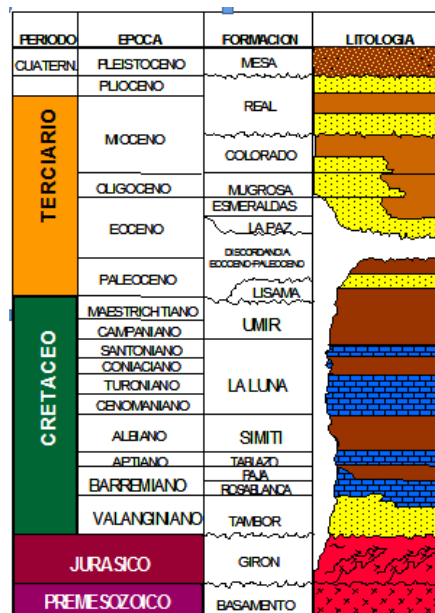 PERIODO EPOCA FORMACION LITOLOGIA
CUATERN. PLEISTOCENO MESA
PLIOCENO
REAL
TERCIARIO
MIOCENO
COLORADO
OLIGOCENO MUGROSA
ESMERALDAS
EOCENO LA PAZ
DISCORDANCIA
EOCENO-PALEOCENO
PALEOCENO
LISAMA
CRETACEO
MAESTRICHTIANO
UMIR
CAMPANIANO
SANTONIANO
CONIACIANO
LA LUNA
TURONIANO
CENOMANIANO
ALBIANO SIMITI
APTIANO TABLAZO
PAJA
BARREMIANO
ROSABLANCA
VALANGINIANO TAMBOR
JURASICO GIRON
PREMESOZOICO BASAMENTO